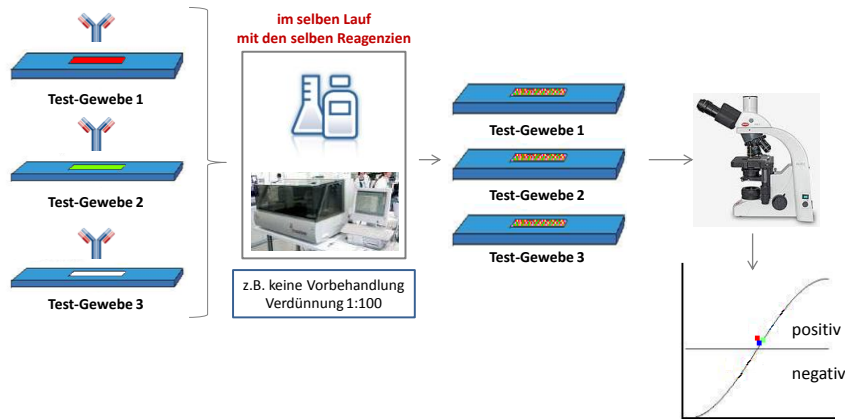 im selben Lauf
mit den selben Reagenzien
Test-Gewebe 1
Test-Gewebe 2
Test-Gewebe 3
z.B. keine Vorbehandlung
Verdünnung 1:100
Test-Gewebe 1
Test-Gewebe 2
Test-Gewebe 3
positiv
negativ